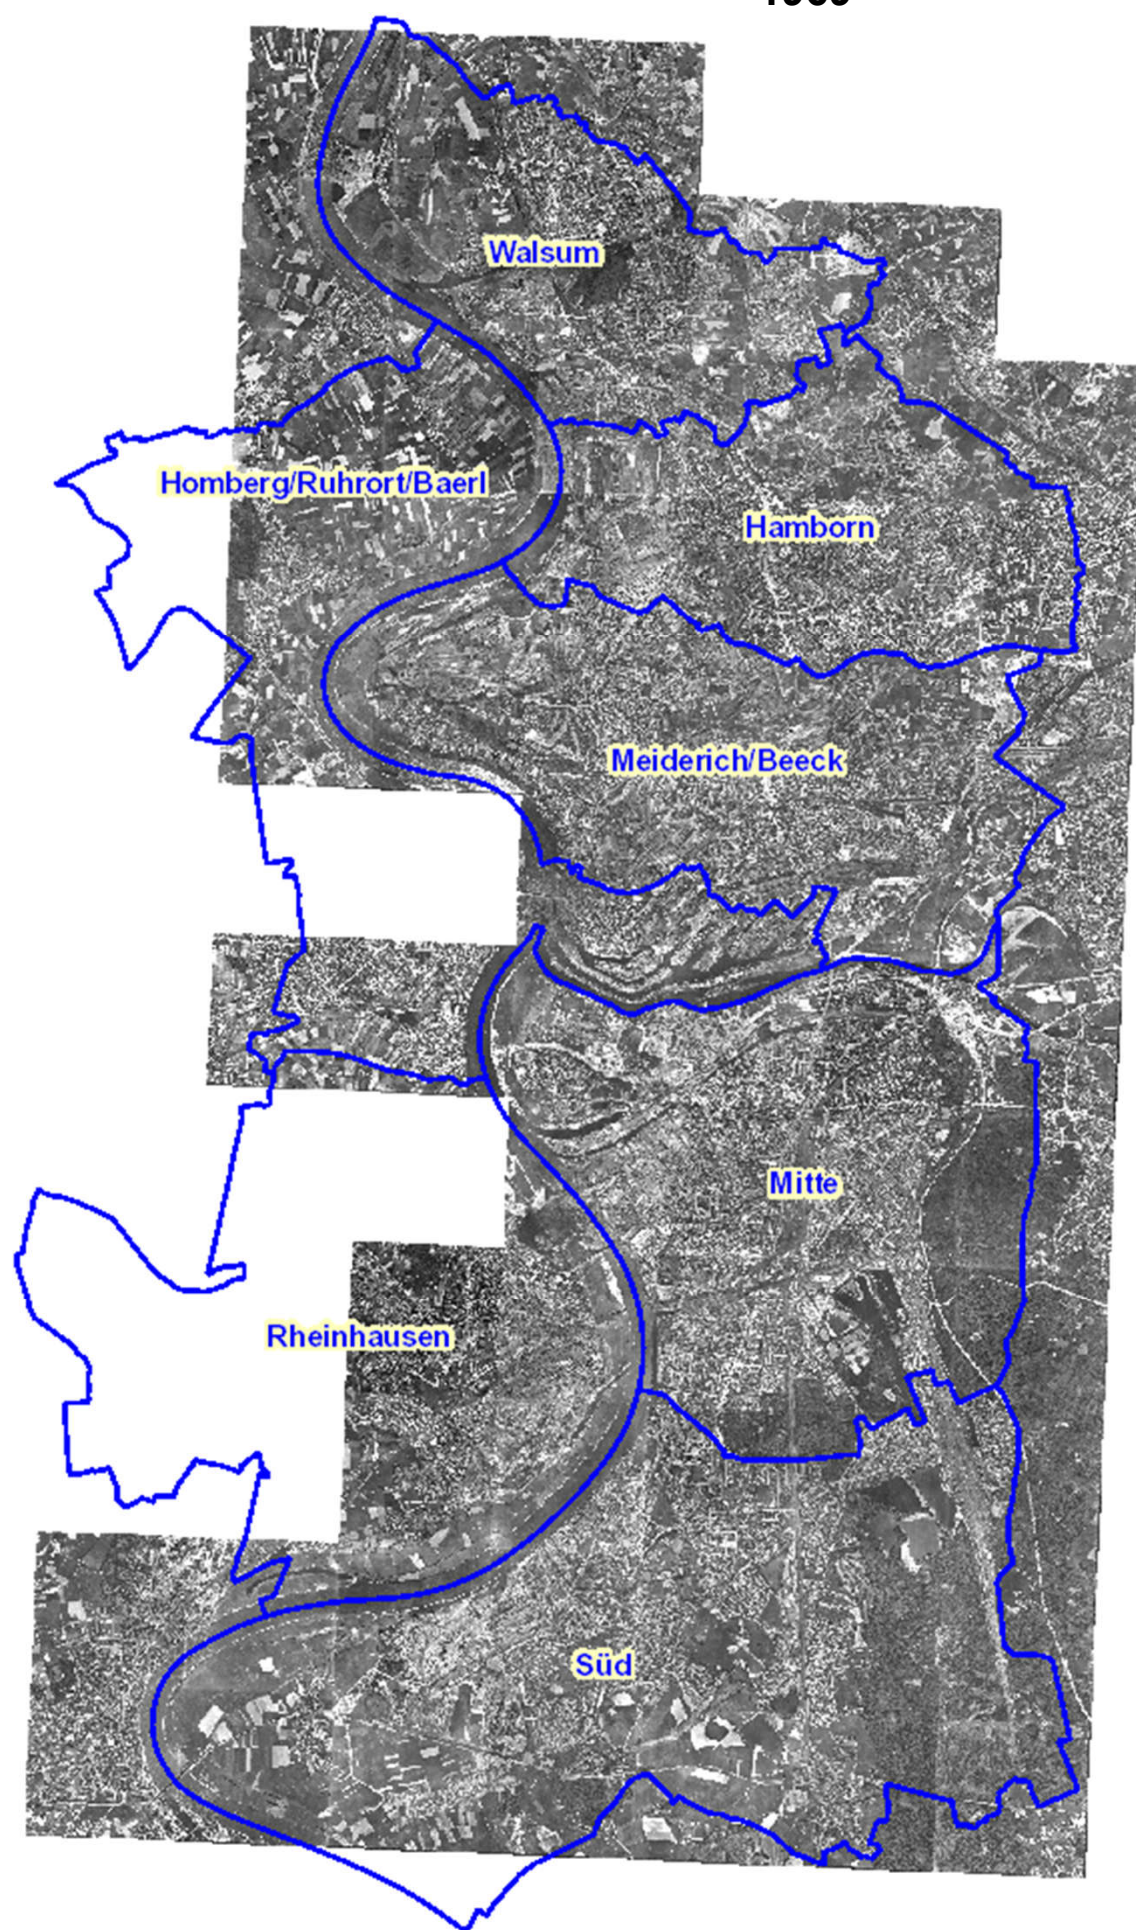 Walsum
Homberg/Ruhrort/Baerl
Hamborn
Meiderich/Beeck
Mitte
Rheinhausen
Süd